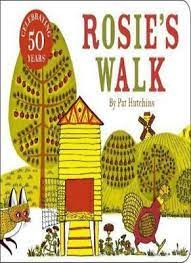 CELEBRATING
50
YEARS
ROSIE'S
WALK
By Pat Hutchins